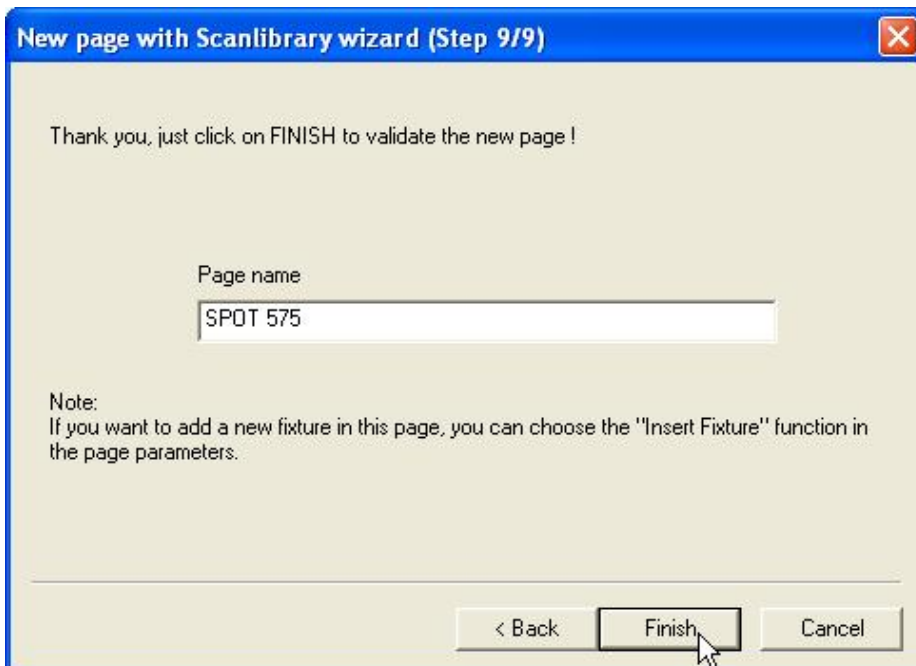 New page with Scanlibrary wizard (Step 9/9)
Thank you, just click on FINISH to validate the new page !
Page name
SPOT 575
Note:
If you want to add a new fixture in this page, you can choose the "Insert Fixture" function in
the page parameters.
< Back
Finish
Cancel